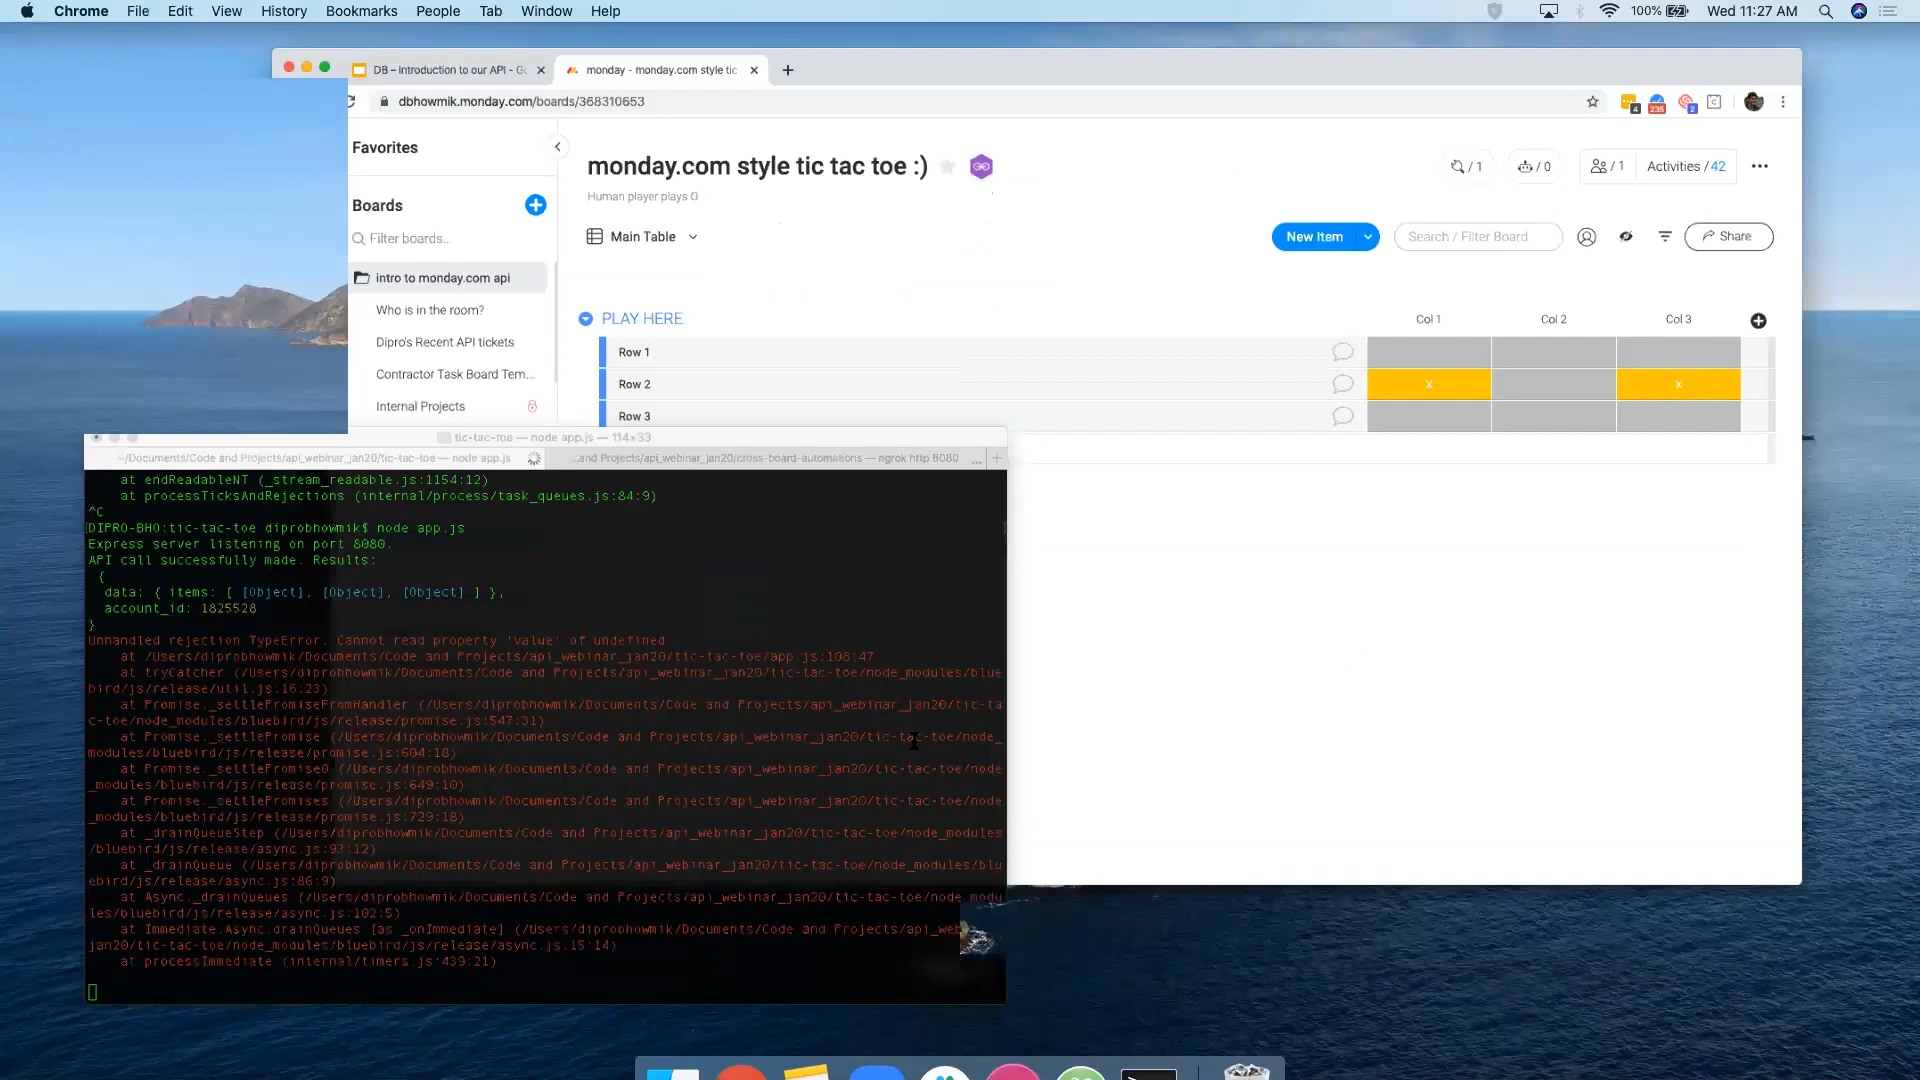 Chrome File Edit View History Bookmarks People Tab Window Help
100% Wed 11:27 AM
DB – Introduction to our API - Go
monday - monday.com style tic
dbhowmik.monday.com/boards/368310653
4 235 2
Favorites
Boards
Filter boards...
intro to monday.com api
Who is in the room?
Dipro's Recent API tickets
Contractor Task Board Tem...
Internal Projects
monday.com style tic tac toe :)
Human player plays O
/ 1 / 0 / 1 Activities / 42
Main Table
New Item Search / Filter Board Share
PLAY HERE Col 1 Col 2 Col 3
Row 1
Row 2 X X
Row 3
tic-tac-toe — node app.js — 114×33
~/Documents/Code and Projects/api_webinar_jan20/tic-tac-toe — node app.js
...and Projects/api_webinar_jan20/cross-board-automations — ngrok http 8080
at endReadableNT (_stream_readable.js:1154:12)
at processTicksAndRejections (internal/process/task_queues.js:84:9)
^C
DIPRO-BHO:tic-tac-toe diprobhowmik$ node app.js
Express server listening on port 8080.
API call successfully made. Results:
{
data: { items: [ [Object], [Object], [Object] ] },
account_id: 1825528
}
Unhandled rejection TypeError: Cannot read property 'value' of undefined
at /Users/diprobhowmik/Documents/Code and Projects/api_webinar_jan20/tic-tac-toe/app.js:108:47
at tryCatcher (/Users/diprobhowmik/Documents/Code and Projects/api_webinar_jan20/tic-tac-toe/node_modules/blue
bird/js/release/util.js:16:23)
at Promise._settlePromiseFromHandler (/Users/diprobhowmik/Documents/Code and Projects/api_webinar_jan20/tic-ta
c-toe/node_modules/bluebird/js/release/promise.js:547:31)
at Promise._settlePromise (/Users/diprobhowmik/Documents/Code and Projects/api_webinar_jan20/tic-tac-toe/node_
modules/bluebird/js/release/promise.js:604:18)
at Promise._settlePromise0 (/Users/diprobhowmik/Documents/Code and Projects/api_webinar_jan20/tic-tac-toe/node
_modules/bluebird/js/release/promise.js:649:10)
at Promise._settlePromises (/Users/diprobhowmik/Documents/Code and Projects/api_webinar_jan20/tic-tac-toe/node
_modules/bluebird/js/release/promise.js:729:18)
at _drainQueueStep (/Users/diprobhowmik/Documents/Code and Projects/api_webinar_jan20/tic-tac-toe/node_modules
/bluebird/js/release/async.js:93:12)
at _drainQueue (/Users/diprobhowmik/Documents/Code and Projects/api_webinar_jan20/tic-tac-toe/node_modules/blu
ebird/js/release/async.js:86:9)
at Async._drainQueues (/Users/diprobhowmik/Documents/Code and Projects/api_webinar_jan20/tic-tac-toe/node_modu
les/bluebird/js/release/async.js:102:5)
at Immediate.Async.drainQueues [as _onImmediate] (/Users/diprobhowmik/Documents/Code and Projects/api_web
jan20/tic-tac-toe/node_modules/bluebird/js/release/async.js:15:14)
at processImmediate (internal/timers.js:439:21)